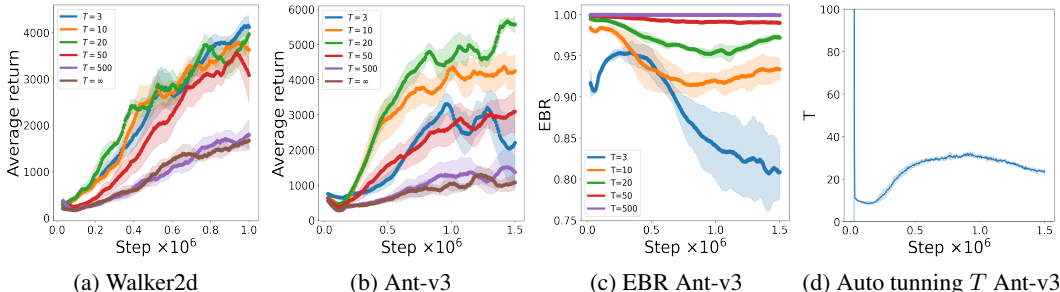 4000
3000
2000
1000
0
Average return
T = 3
T = 10
T = 20
T = 50
T = 500
T = ∞
0.0 0.2 0.4 0.6 0.8 1.0
Step ×10^6
(a) Walker2d
6000
5000
4000
3000
2000
1000
0
Average return
T = 3
T = 10
T = 20
T = 50
T = 500
T = ∞
0.0 0.5 1.0 1.5
Step ×10^6
(b) Ant-v3
1.00
0.95
0.90
0.85
0.80
0.75
EBR
T=3
T=10
T=20
T=50
T=500
0.0 0.5 1.0 1.5
Step ×10^6
(c) EBR Ant-v3
100
80
60
40
20
0
T
0.0 0.5 1.0 1.5
Step ×10^6
(d) Auto tunning T Ant-v3